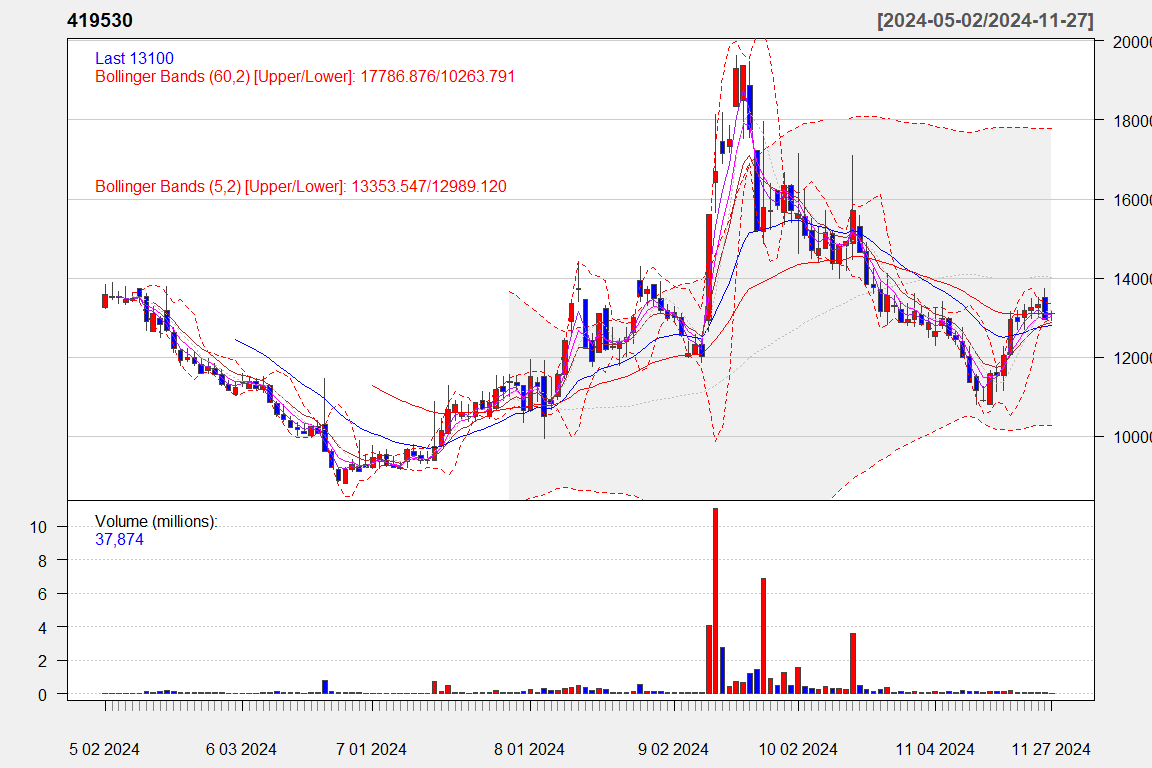 419530 [2024-05-02/2024-11-27]
Last 13100
Bollinger Bands (60,2) [Upper/Lower]: 17786.876/10263.791
Bollinger Bands (5,2) [Upper/Lower]: 13353.547/12989.120
20000
18000
16000
14000
12000
10000
Volume (millions):
37,874
10
8
6
4
2
0
5 02 2024 6 03 2024 7 01 2024 8 01 2024 9 02 2024 10 02 2024 11 04 2024 11 27 2024